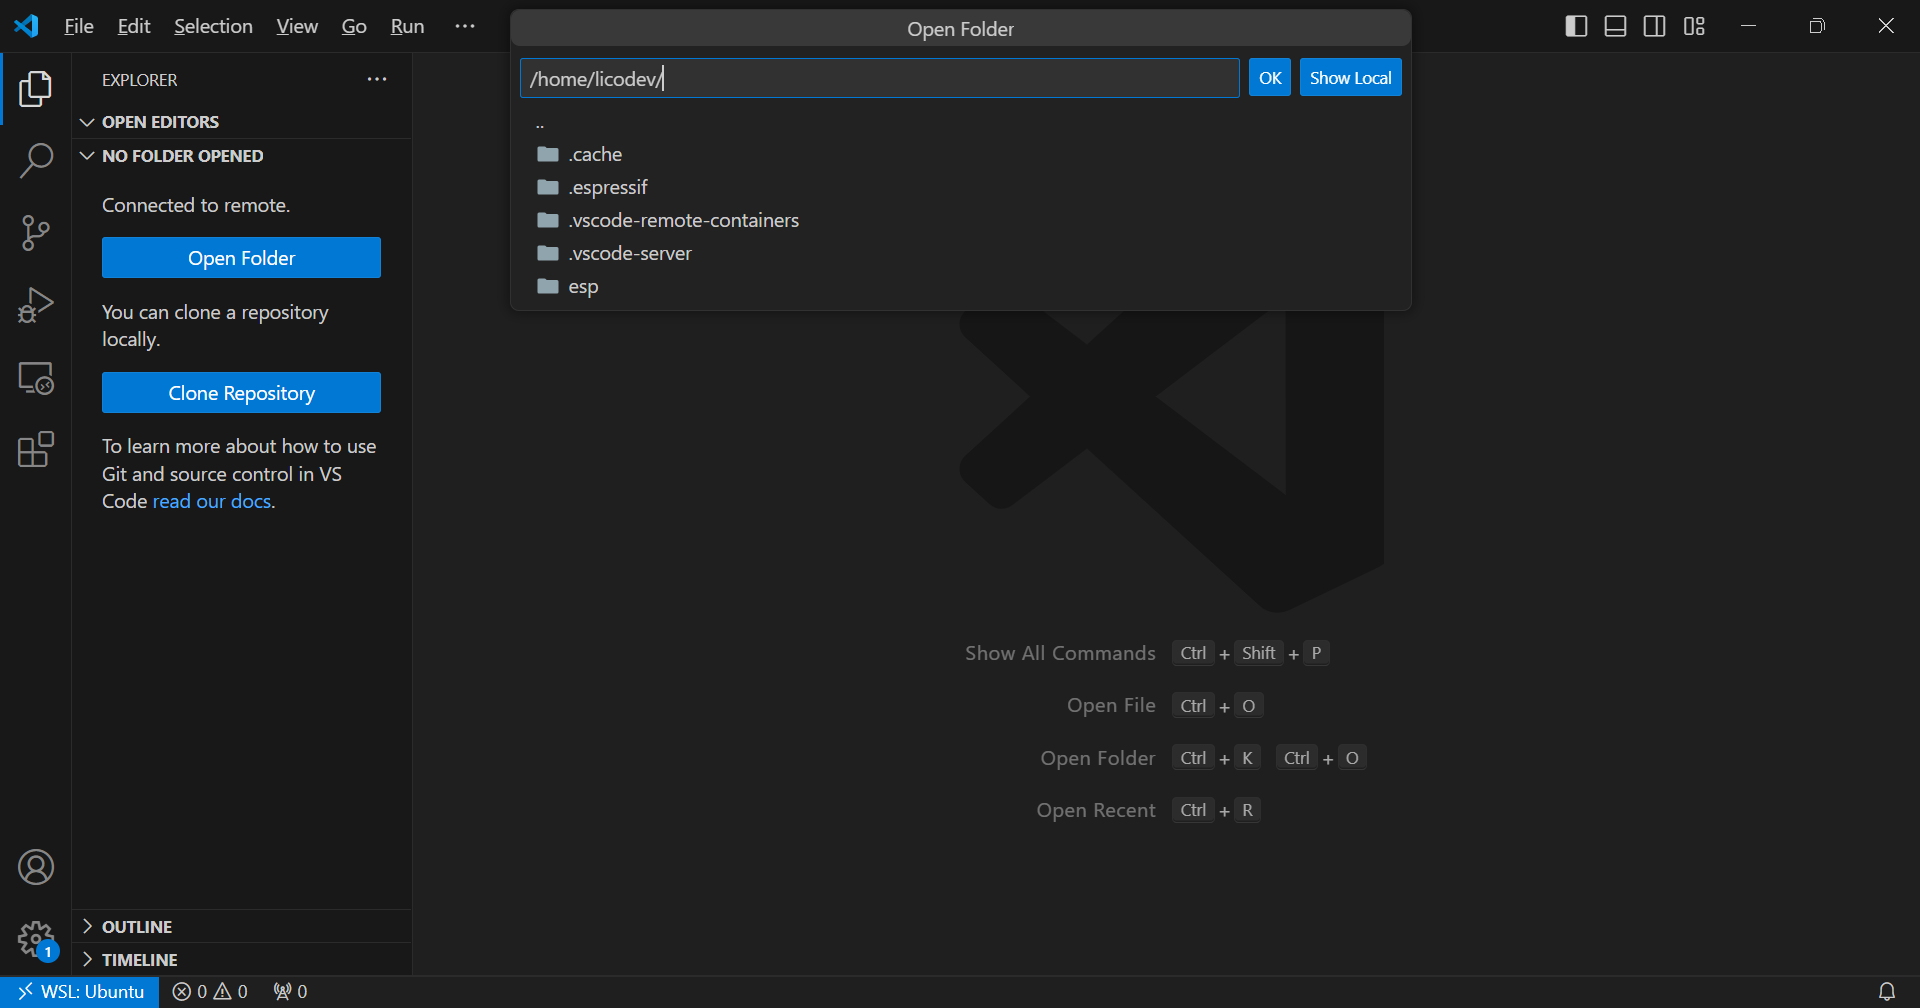 File Edit Selection View Go Run ···
Open Folder
/home/licodev/
OK
Show Local
..
.cache
.espressif
.vscode-remote-containers
.vscode-server
esp
EXPLORER ···
OPEN EDITORS
NO FOLDER OPENED
Connected to remote.
Open Folder
You can clone a repository
locally.
Clone Repository
To learn more about how to use
Git and source control in VS
Code read our docs.
Show All Commands Ctrl + Shift + P
Open File Ctrl + O
Open Folder Ctrl + K Ctrl + O
Open Recent Ctrl + R
OUTLINE
1
TIMELINE
WSL: Ubuntu 0 0 0